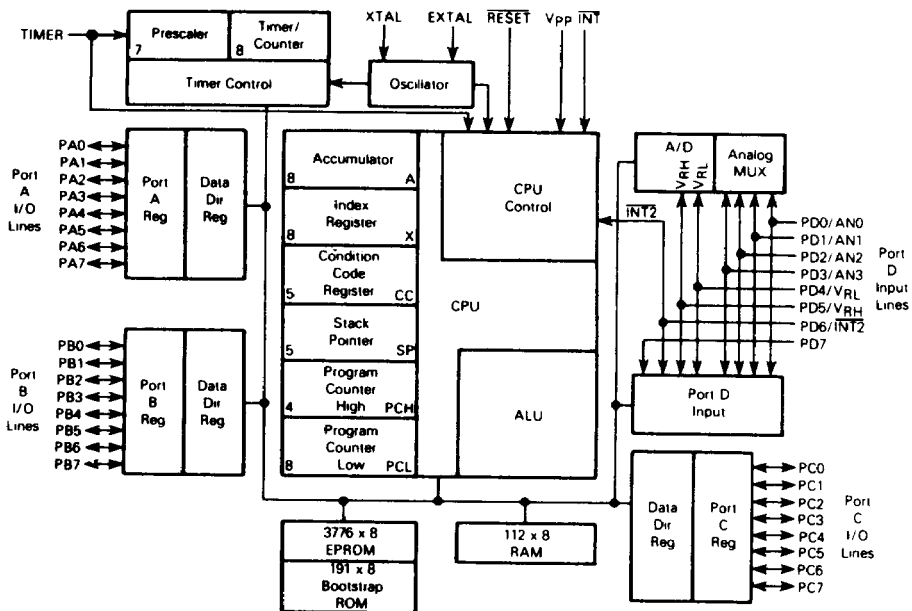 TIMER
Prescaler
7
Timer/
Counter
8
Timer Control
XTAL
EXTAL
RESET
VPP
INT
Oscillator
PA0
PA1
PA2
PA3
PA4
PA5
PA6
PA7
Port
A
I/O
Lines
Port
A
Reg
Data
Dir
Reg
PB0
PB1
PB2
PB3
PB4
PB5
PB6
PB7
Port
B
I/O
Lines
Port
B
Reg
Data
Dir
Reg
Accumulator
8 A
Index
Register
8 X
Condition
Code
Register
5 CC
Stack
Pointer
5 SP
Program
Counter
High
4 PCH
Program
Counter
Low
8 PCL
CPU
Control
CPU
ALU
INT2
A/D
VRH
VRL
Analog
MUX
PD0/AN0
PD1/AN1
PD2/AN2
PD3/AN3
PD4/VRL
PD5/VRH
PD6/INT2
PD7
Port
D
Input
Lines
Port D
Input
Data
Dir
Reg
Port
C
Reg
PC0
PC1
PC2
PC3
PC4
PC5
PC6
PC7
Port
C
I/O
Lines
3776 x 8
EPROM
191 x 8
Bootstrap
ROM
112 x 8
RAM